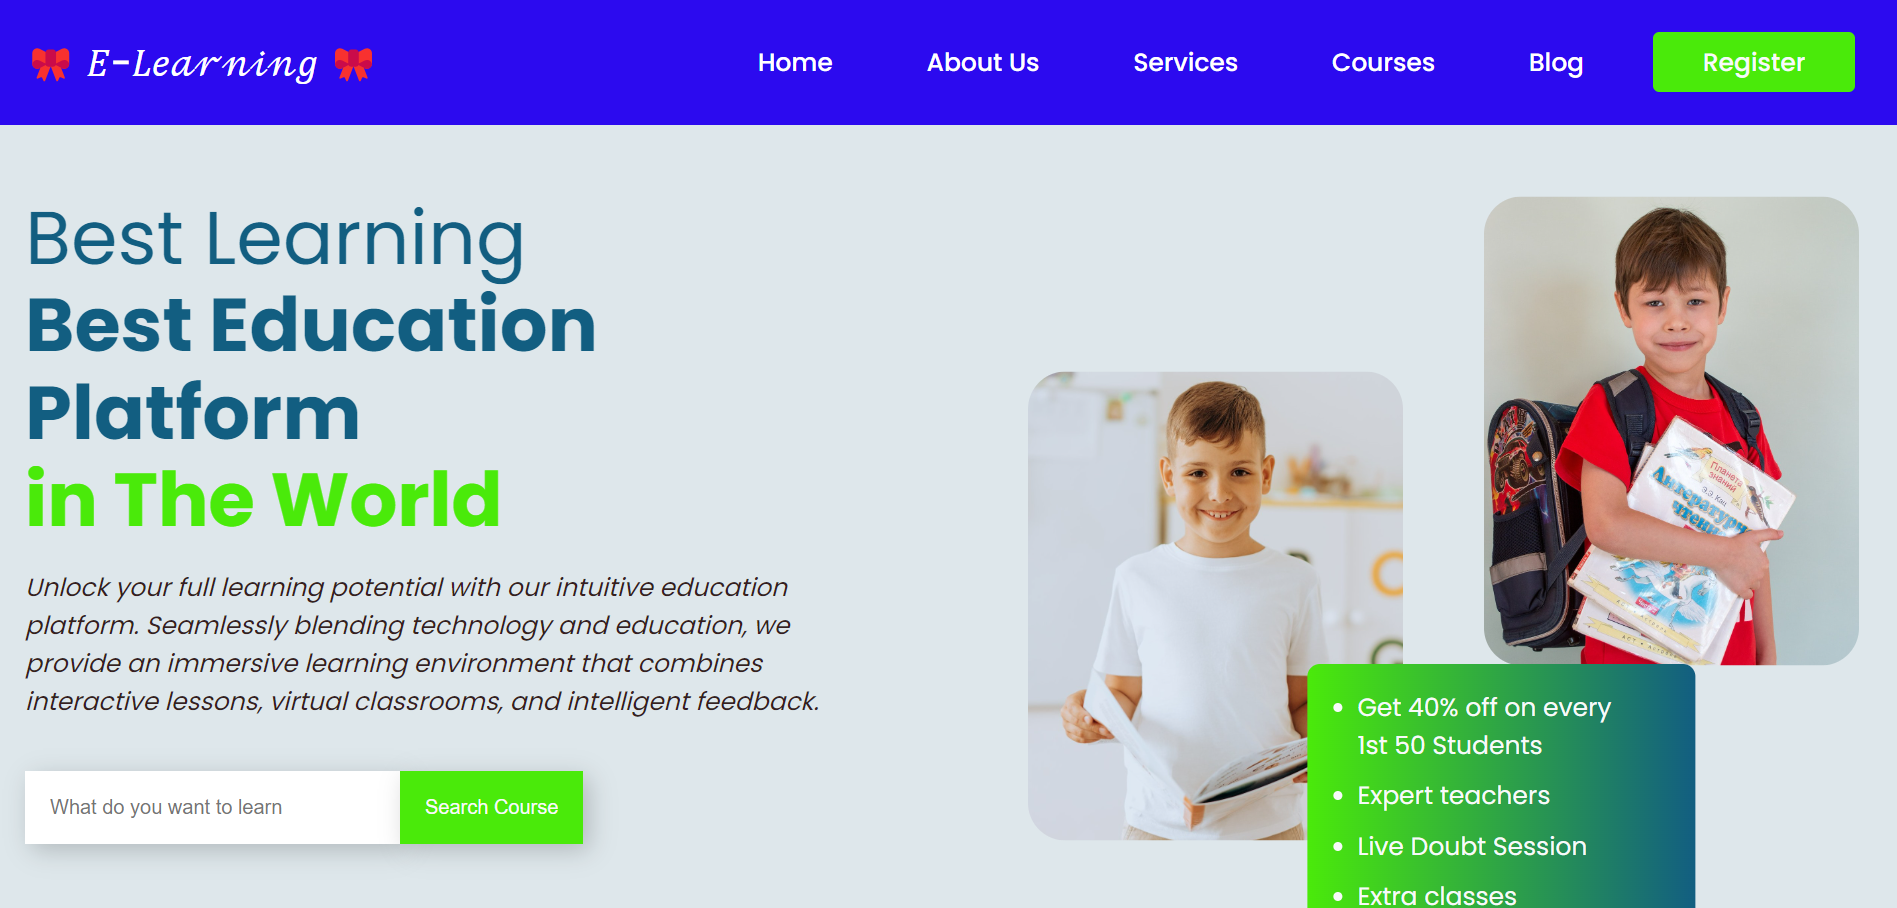 🎀 E-Learning 🎀
Home
About Us
Services
Courses
Blog
Register
Best Learning
Best Education
Platform
in The World
Unlock your full learning potential with our intuitive education
platform. Seamlessly blending technology and education, we
provide an immersive learning environment that combines
interactive lessons, virtual classrooms, and intelligent feedback.
What do you want to learn
Search Course
Планета
знаний
Э.Э. Кац
• Get 40% off on every
1st 50 Students
• Expert teachers
• Live Doubt Session
• Extra classes